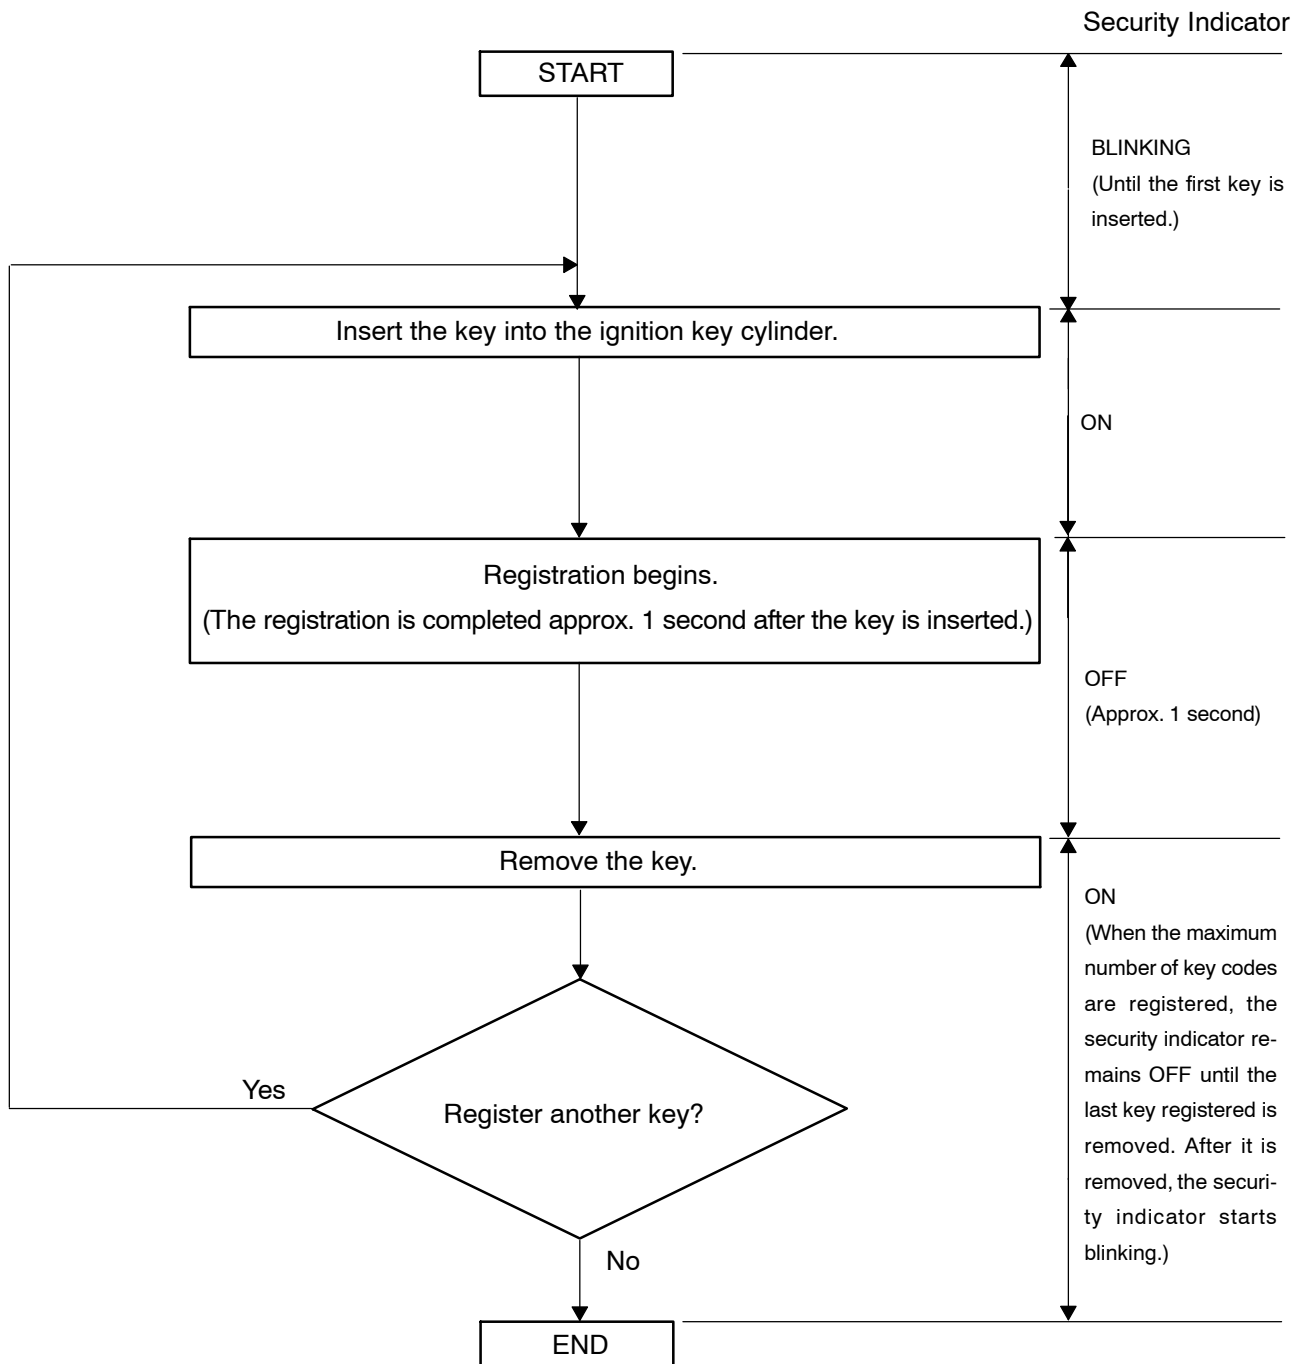 Security Indicator
START
BLINKING
(Until the first key is
inserted.)
Insert the key into the ignition key cylinder.
ON
Registration begins.
(The registration is completed approx. 1 second after the key is inserted.)
OFF
(Approx. 1 second)
Remove the key.
ON
(When the maximum
number of key codes
are registered, the
security indicator re-
mains OFF until the
last key registered is
removed. After it is
removed, the securi-
ty indicator starts
blinking.)
Yes
Register another key?
No
END